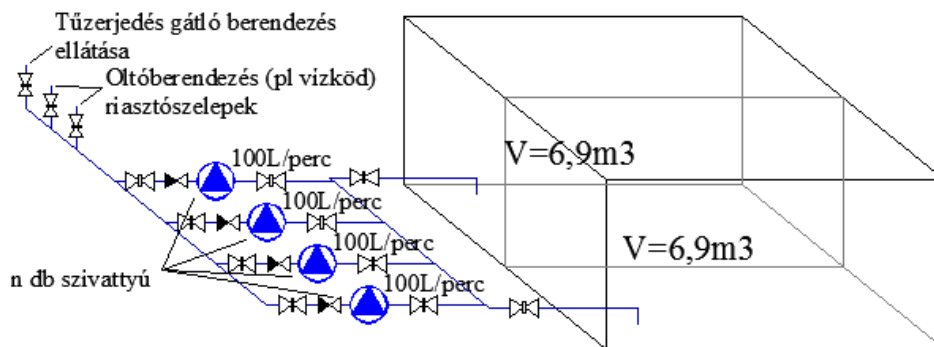 Tűzerjedés gátló berendezés
ellátása
Oltóberendezés (pl vizköd)
riasztószelepek
100L/perc
100L/perc
100L/perc
100L/perc
n db szivattyú
V=6,9m3
V=6,9m3